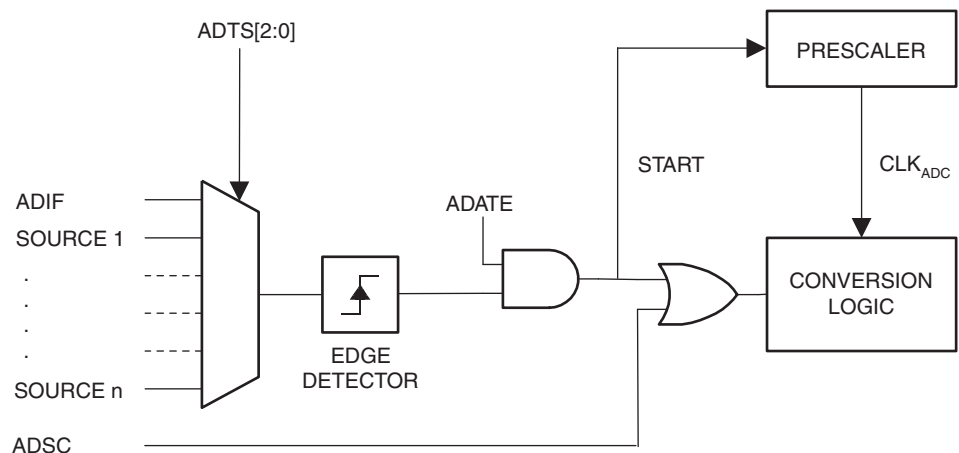 ADTS[2:0]
PRESCALER
START
CLKADC
ADIF
ADATE
SOURCE 1
.
.
.
.
CONVERSION
LOGIC
EDGE
DETECTOR
SOURCE n
ADSC